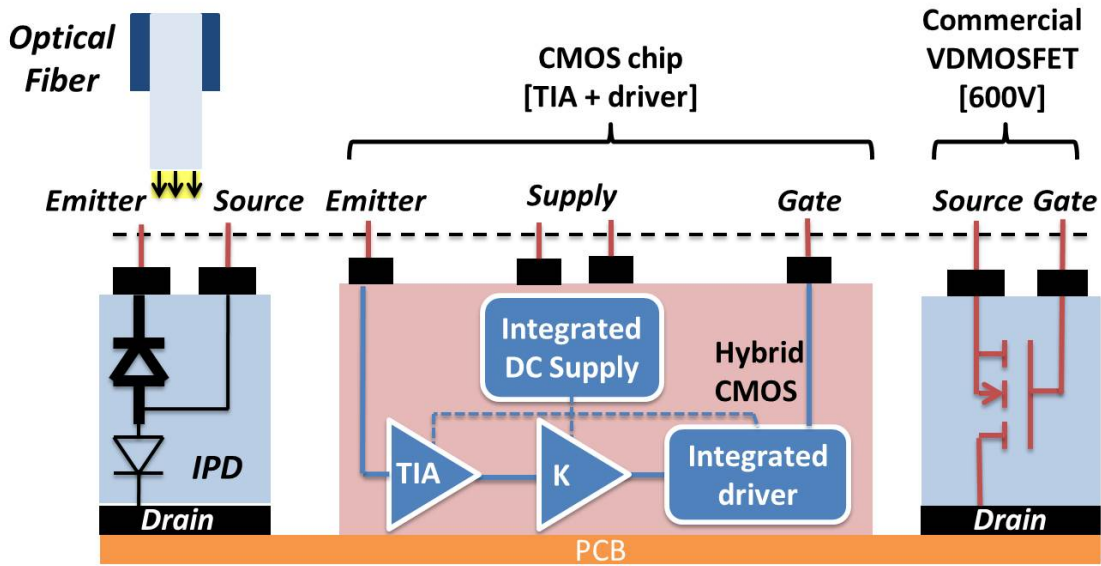 Optical
Fiber
CMOS chip
[TIA + driver]
Commercial
VDMOSFET
[600V]
Emitter
Source
Emitter
Supply
Gate
Source
Gate
Integrated
DC Supply
Hybrid
CMOS
TIA
K
Integrated
driver
IPD
Drain
Drain
PCB